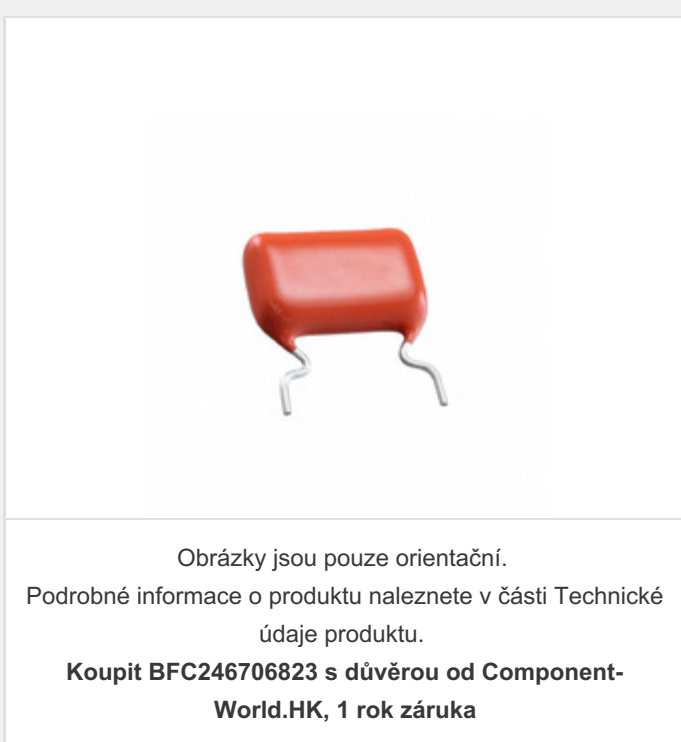 Obrázky jsou pouze orientační.
Podrobné informace o produktu naleznete v části Technické
údaje produktu.
Koupit BFC246706823 s důvěrou od Component-
World.HK, 1 rok záruka